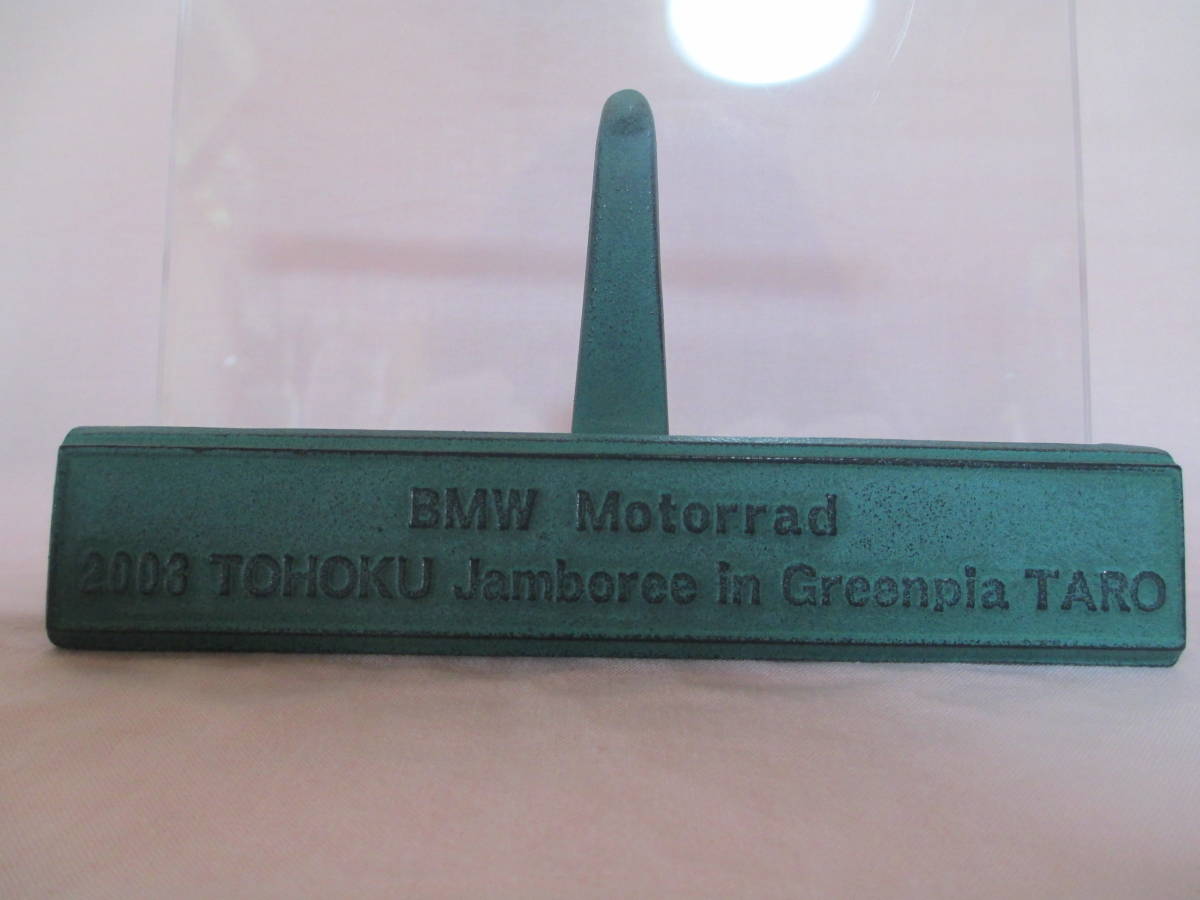 BMW Motorrad
2003 TOHOKU Jamboree in Greenpia TARO